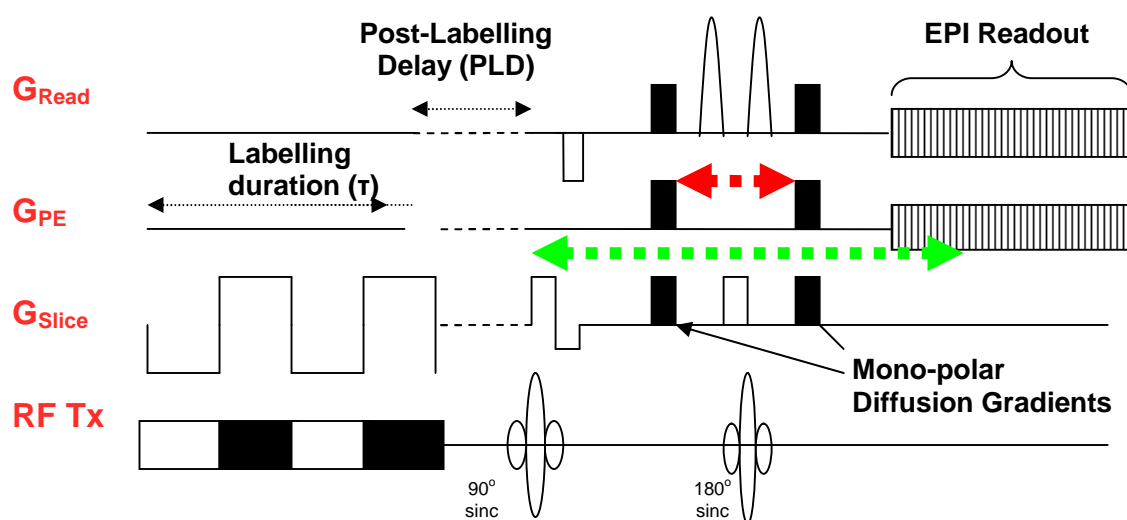 Post-Labelling
Delay (PLD)
EPI Readout
GRead
Labelling
duration (τ)
GPE
GSlice
Mono-polar
Diffusion Gradients
RF Tx
90o
sinc
180o
sinc